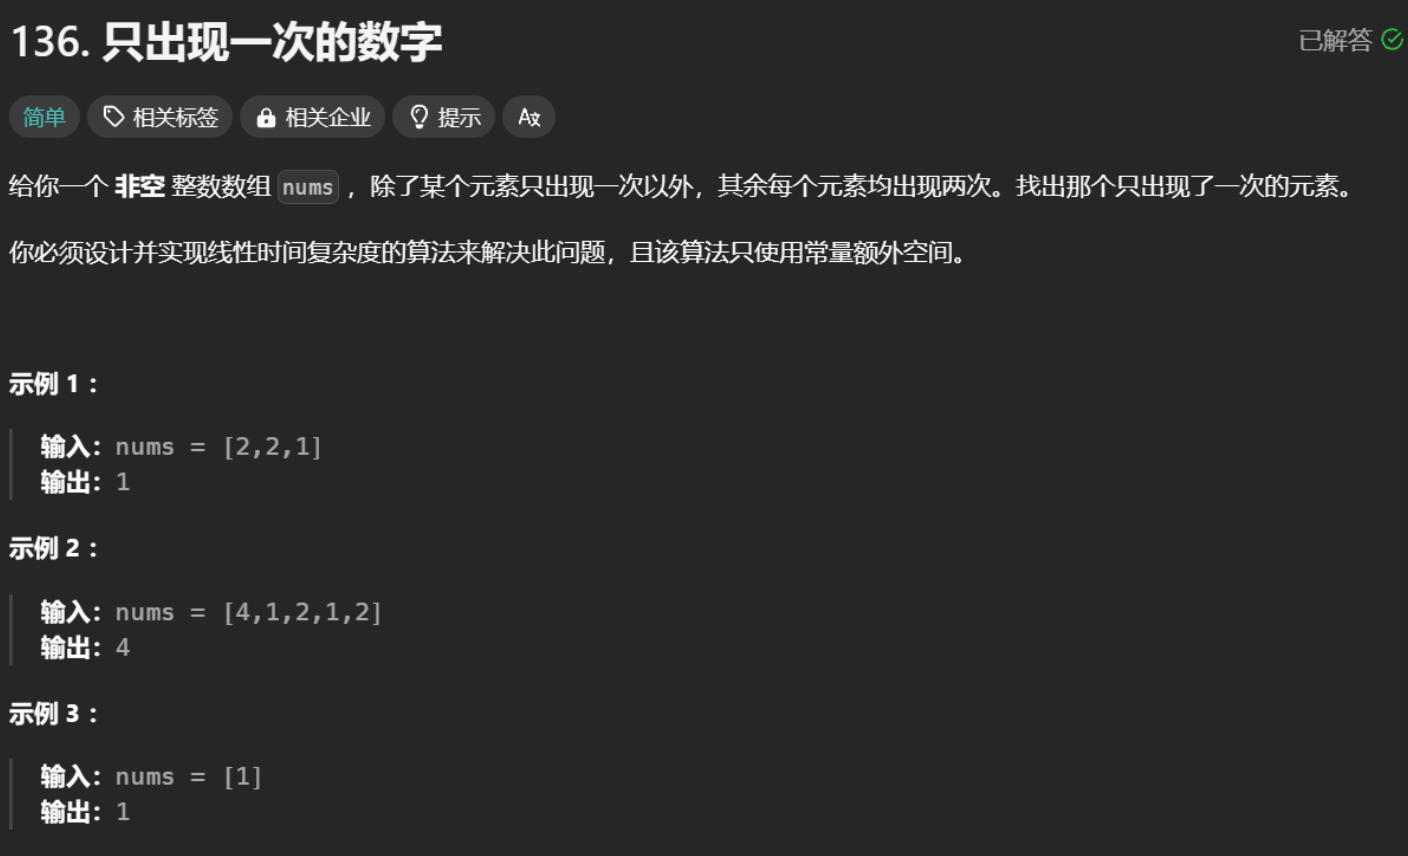 136. 只出现一次的数字
已解答
简单 相关标签 相关企业 提示 Aあ
给你一个 非空 整数数组 nums ，除了某个元素只出现一次以外，其余每个元素均出现两次。找出那个只出现了一次的元素。
你必须设计并实现线性时间复杂度的算法来解决此问题，且该算法只使用常量额外空间。
示例 1 ：
输入：nums = [2,2,1]
输出：1
示例 2 ：
输入：nums = [4,1,2,1,2]
输出：4
示例 3 ：
输入：nums = [1]
输出：1